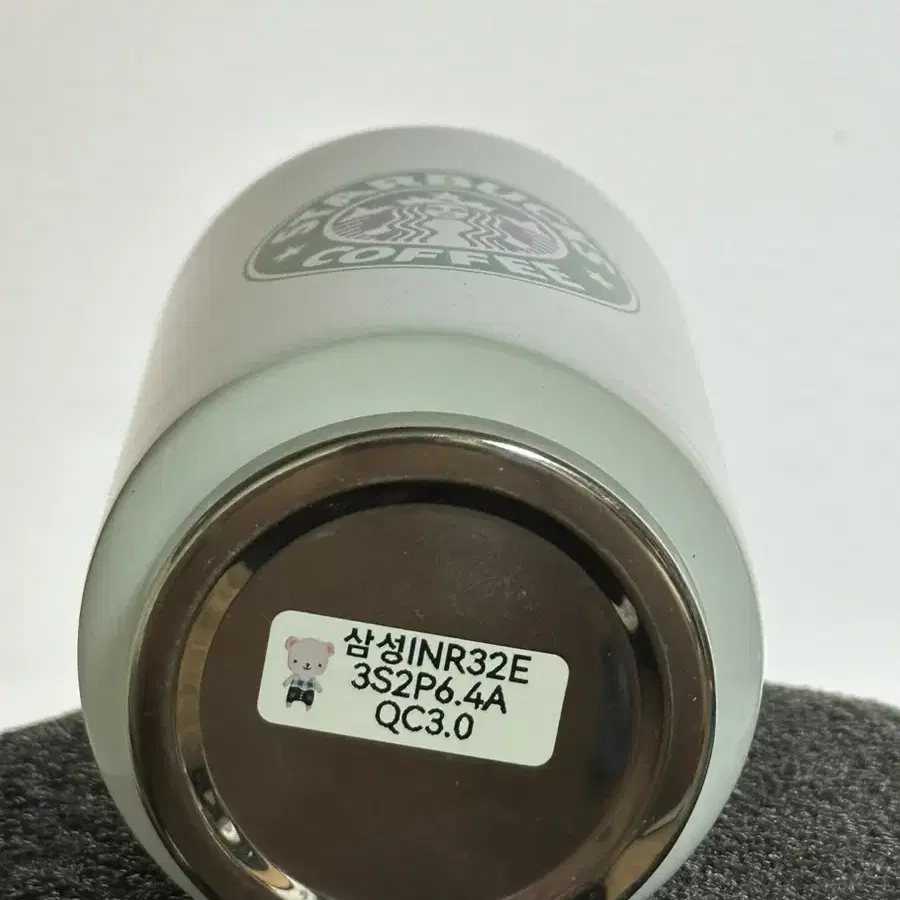 STARBUCKS
COFFEE
삼성INR32E
3S2P6.4A
QC3.0